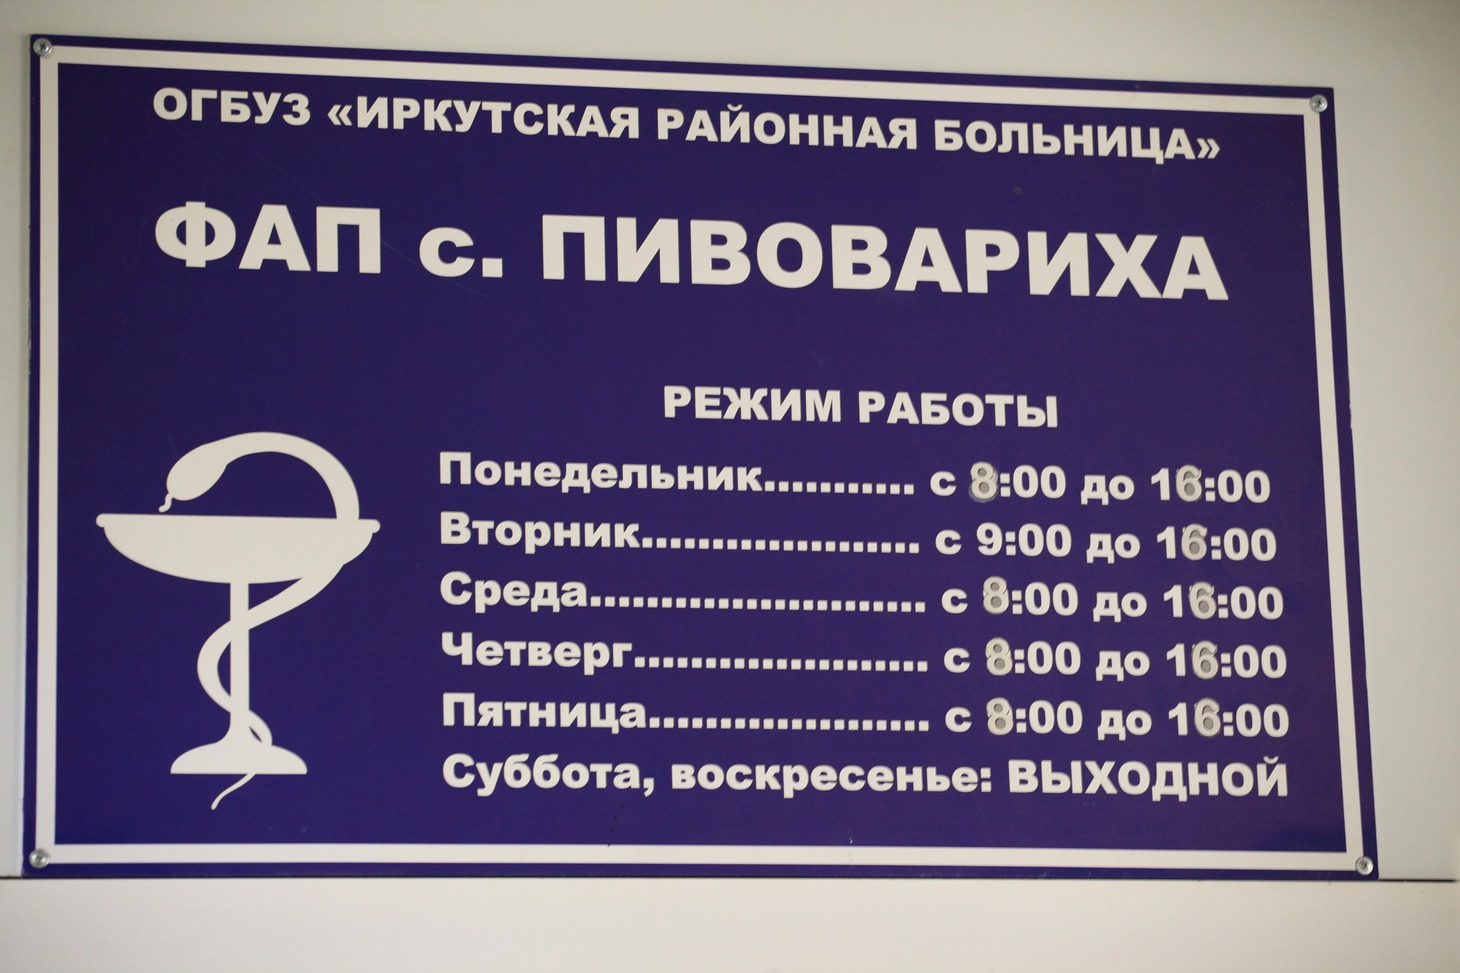 ОГБУЗ «ИРКУТСКАЯ РАЙОННАЯ БОЛЬНИЦА»
ФАП с. ПИВОВАРИХА
РЕЖИМ РАБОТЫ
Понедельник........... с 8:00 до 16:00
Вторник.................... с 9:00 до 16:00
Среда........................ с 8:00 до 16:00
Четверг..................... с 8:00 до 16:00
Пятница.................... с 8:00 до 16:00
Суббота, воскресенье: ВЫХОДНОЙ